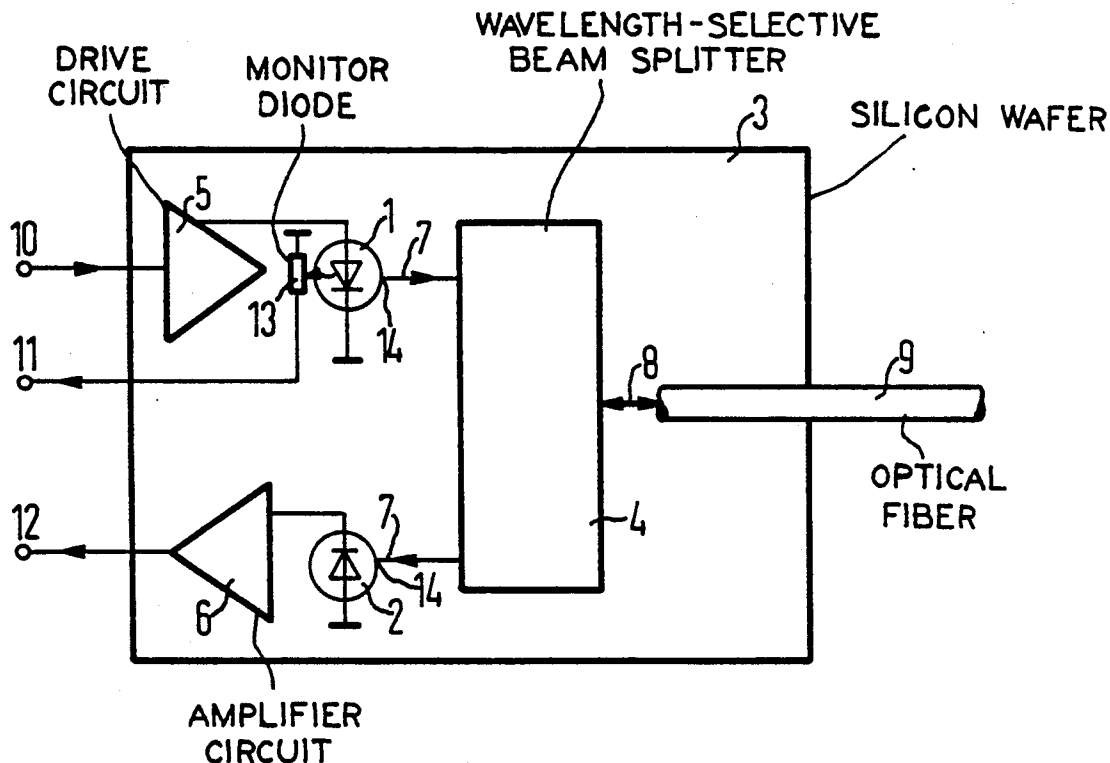 WAVELENGTH-SELECTIVE
BEAM SPLITTER
DRIVE
CIRCUIT
MONITOR
DIODE
SILICON WAFER
3
5
1
7
10
13
14
11
8
9
OPTICAL
FIBER
12
7
4
14
6
2
AMPLIFIER
CIRCUIT